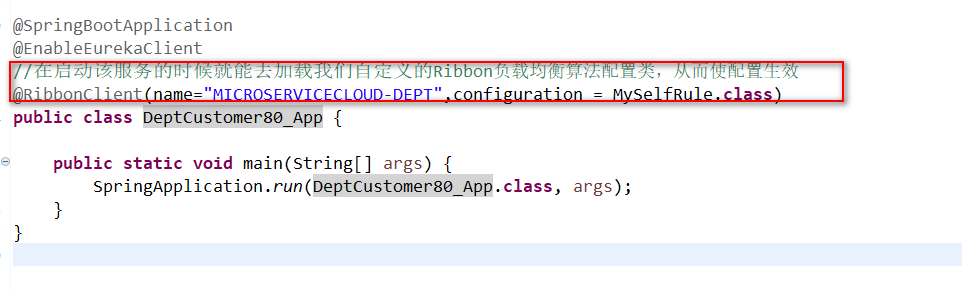 @SpringBootApplication
@EnableEurekaClient
//在启动该服务的时候就能去加载我们自定义的Ribbon负载均衡算法配置类，从而使配置生效
@RibbonClient(name="MICROSERVICECLOUD-DEPT",configuration = MySelfRule.class)
public class DeptCustomer80_App {
public static void main(String[] args) {
SpringApplication.run(DeptCustomer80_App.class, args);
}
}